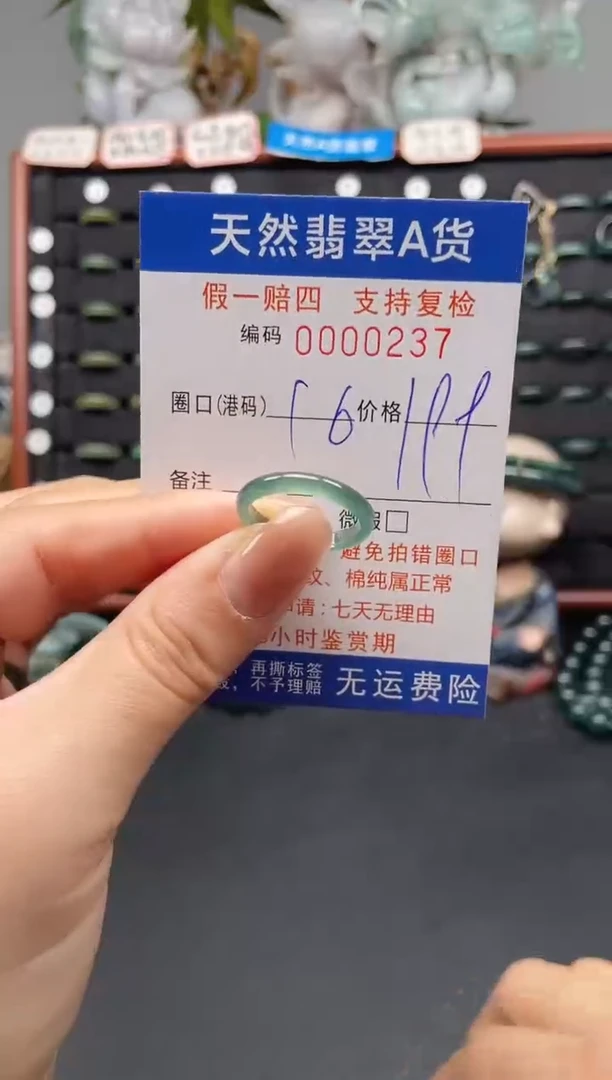 天然翡翠A货
假一赔四 支持复检
编码 0000237
圈口(港码) 16 价格 199
备注
微 □
避免拍错圈口
纹、棉纯属正常
申请:七天无理由
小时鉴赏期
再撕标签
不予理赔 无运费险